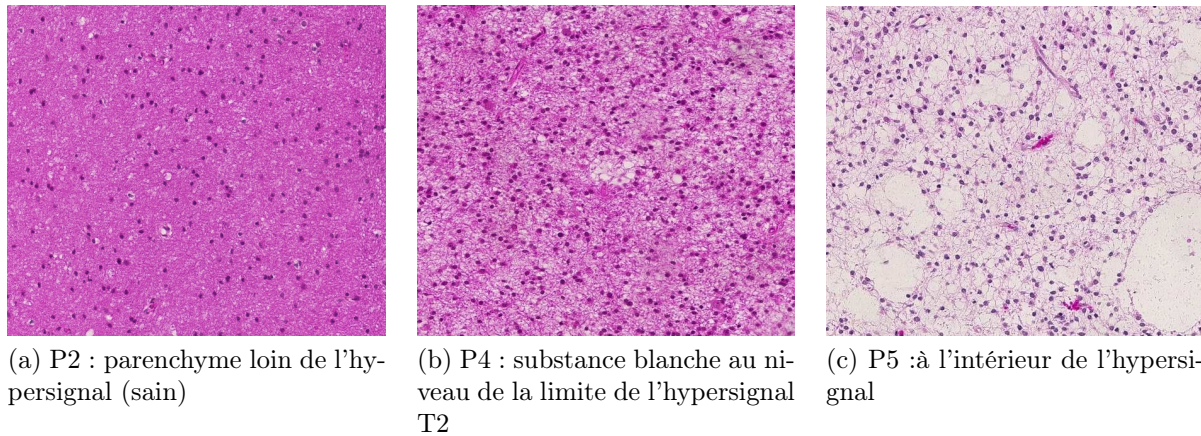 (a) P2 : parenchyme loin de l'hy-
persignal (sain)
(b) P4 : substance blanche au ni-
veau de la limite de l'hypersignal
T2
(c) P5 :à l'intérieur de l'hypersi-
gnal